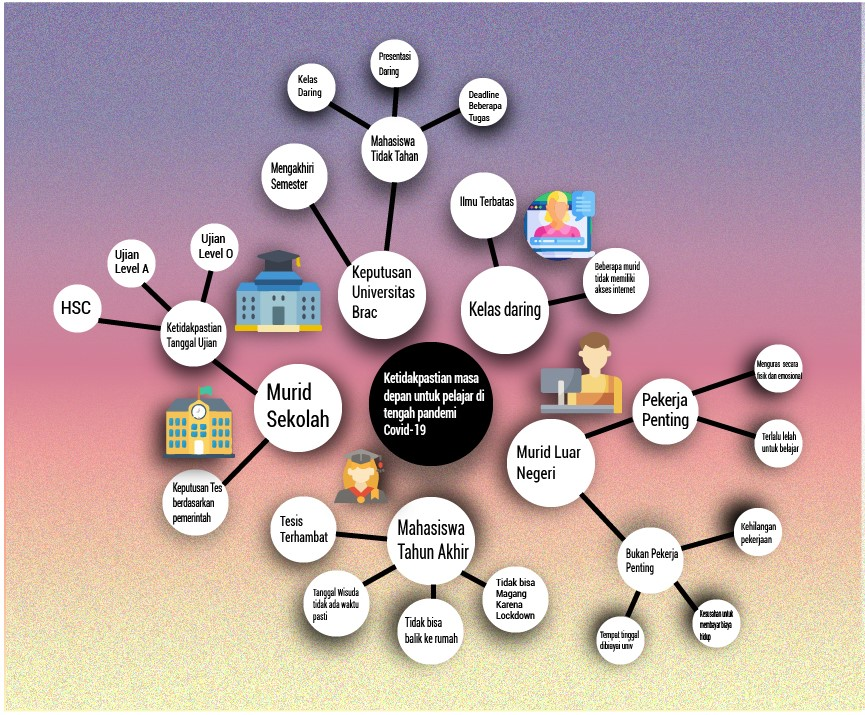 Presentasi
Daring
Kelas
Daring
Deadline
Beberapa
Tugas
Mahasiswa
Tidak Tahan
Mengakhiri
Semester
Keputusan
Universitas
Brac
Ilmu Terbatas
Beberapa murid
tidak memiliki
akses internet
Kelas daring
Ujian
Level O
Ujian
Level A
HSC
Ketidakpastian
Tanggal Ujian
Murid
Sekolah
Keputusan Tes
berdasarkan
pemerintah
Ketidakpastian masa
depan untuk pelajar di
tengah pandemi
Covid-19
Menguras secara
fisik dan emosional
Pekerja
Penting
Terlalu lelah
untuk belajar
Murid Luar
Negeri
Bukan Pekerja
Penting
Kehilangan
pekerjaan
Kesusahan untuk
membayar biaya
hidup
Tempat tinggal
dibiayai univ
Mahasiswa
Tahun Akhir
Tesis
Terhambat
Tanggal Wisuda
tidak ada waktu
pasti
Tidak bisa
balik ke rumah
Tidak bisa
Magang
Karena
Lockdown